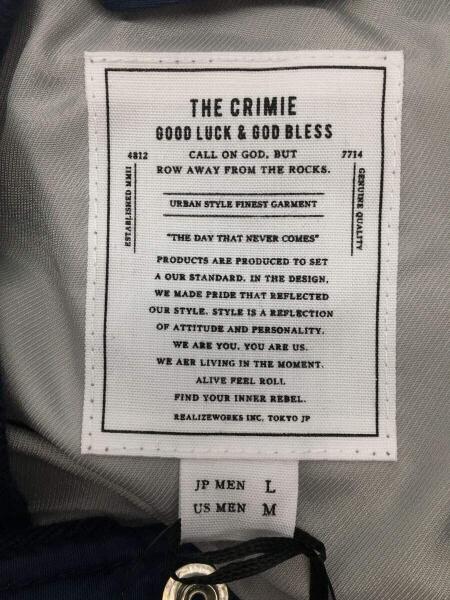 THE CRIMIE
GOOD LUCK & GOD BLESS
4812
CALL ON GOD, BUT
7714
ROW AWAY FROM THE ROCKS.
ESTABLISHED MMII
GENUINE QUALITY
URBAN STYLE FINEST GARMENT
"THE DAY THAT NEVER COMES"
PRODUCTS ARE PRODUCED TO SET
A OUR STANDARD. IN THE DESIGN,
WE MADE PRIDE THAT REFLECTED
OUR STYLE. STYLE IS A REFLECTION
OF ATTITUDE AND PERSONALITY.
WE ARE YOU. YOU ARE US.
WE AER LIVING IN THE MOMENT.
ALIVE FEEL ROLL
FIND YOUR INNER REBEL.
REALIZEWORKS INC. TOKYO JP
JP MEN L
US MEN M